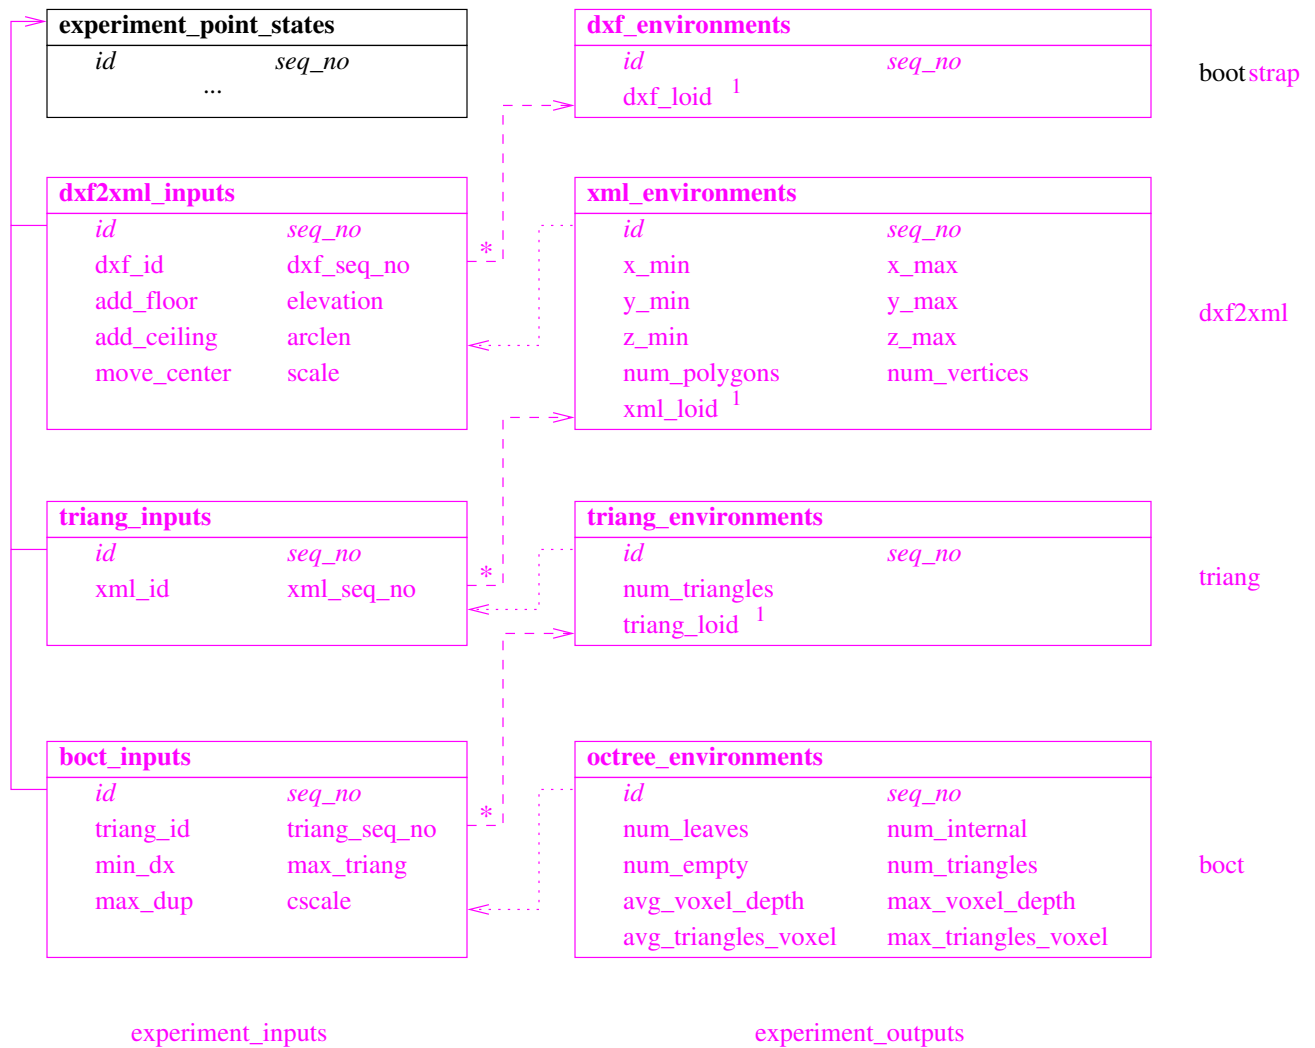 experiment_point_states
id seq_no
...
dxf_environments
id seq_no
dxf_loid 1
bootstrap
dxf2xml_inputs
id seq_no
dxf_id dxf_seq_no
add_floor elevation
add_ceiling arclen
move_center scale
*
xml_environments
id seq_no
x_min x_max
y_min y_max
z_min z_max
num_polygons num_vertices
xml_loid 1
dxf2xml
triang_inputs
id seq_no
xml_id xml_seq_no
*
triang_environments
id seq_no
num_triangles
triang_loid 1
triang
boct_inputs
id seq_no
triang_id triang_seq_no
min_dx max_triang
max_dup cscale
*
octree_environments
id seq_no
num_leaves num_internal
num_empty num_triangles
avg_voxel_depth max_voxel_depth
avg_triangles_voxel max_triangles_voxel
boct
experiment_inputs
experiment_outputs